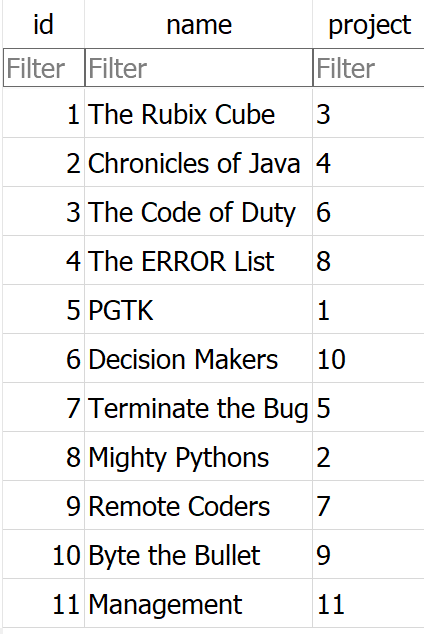 id name project
Filter Filter Filter
1 The Rubix Cube 3
2 Chronicles of Java 4
3 The Code of Duty 6
4 The ERROR List 8
5 PGTK 1
6 Decision Makers 10
7 Terminate the Bug 5
8 Mighty Pythons 2
9 Remote Coders 7
10 Byte the Bullet 9
11 Management 11